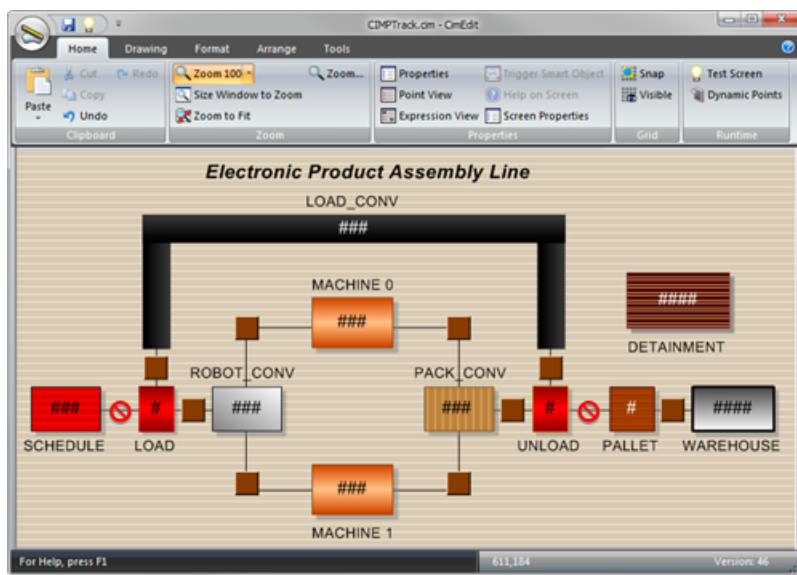 CIMPTrack.cim - CimEdit
Home Drawing Format Arrange Tools
Paste
Cut
Copy
Undo
Redo
Clipboard
Zoom 100
Size Window to Zoom
Zoom to Fit
Zoom...
Zoom
Properties
Point View
Expression View
Trigger Smart Object
Help on Screen
Screen Properties
Properties
Snap
Visible
Grid
Test Screen
Dynamic Points
Runtime
Electronic Product Assembly Line
LOAD_CONV
###
MACHINE 0
###
####
DETAINMENT
ROBOT_CONV PACK_CONV
### # ### ### # # ####
SCHEDULE LOAD UNLOAD PALLET WAREHOUSE
###
MACHINE 1
For Help, press F1 611,184 Version: 46